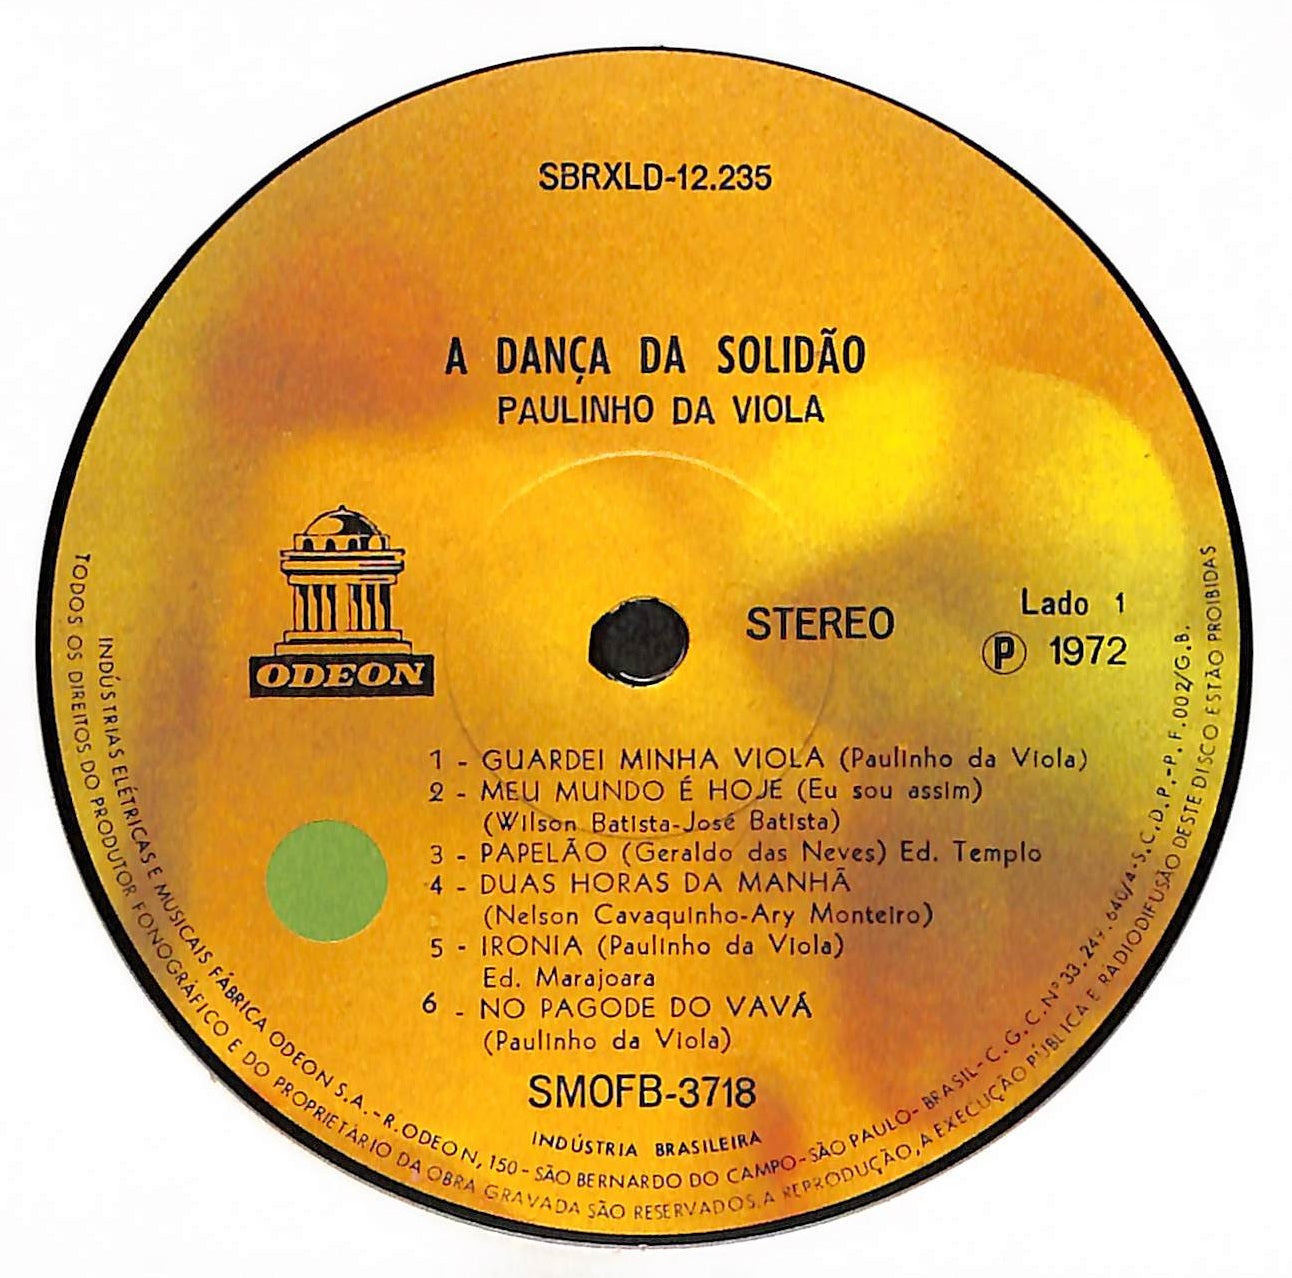 SBRXLD-12.235
A DANÇA DA SOLIDÃO
PAULINHO DA VIOLA
ODEON
STEREO
Lado 1
P 1972
1 - GUARDEI MINHA VIOLA (Paulinho da Viola)
2 - MEU MUNDO É HOJE (Eu sou assim)
(Wilson Batista-José Batista)
3 - PAPELÃO (Geraldo das Neves) Ed. Templo
4 - DUAS HORAS DA MANHÃ
(Nelson Cavaquinho-Ary Monteiro)
5 - IRONIA (Paulinho da Viola)
Ed. Marajoara
6 - NO PAGODE DO VAVÁ
(Paulinho da Viola)
SMOFB-3718
INDÚSTRIA BRASILEIRA
INDÚSTRIAS ELÉTRICAS E MUSICAIS FÁBRICA ODEON S.A. - R. ODEON, 150 - SÃO BERNARDO DO CAMPO - SÃO PAULO - BRASIL - C.G.C. Nº 33.249.640/4 - S.C.D.P. - P.F. 002/G.B.
TODOS OS DIREITOS DO PRODUTOR FONOGRÁFICO E DO PROPRIETÁRIO DA OBRA GRAVADA SÃO RESERVADOS. A REPRODUÇÃO, A EXECUÇÃO PÚBLICA E RADIODIFUSÃO DESTE DISCO ESTÃO PROIBIDAS